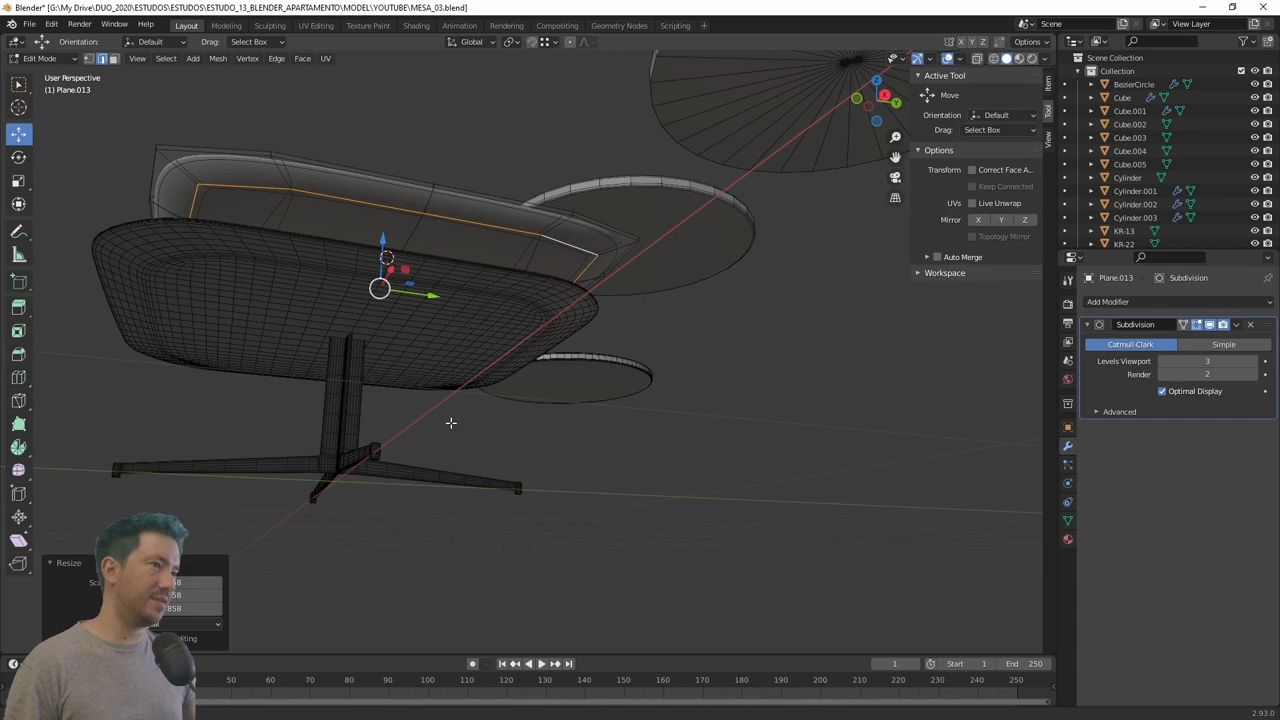 Blender* [G:\My Drive\DUO_2020\ESTUDOS\ESTUDOS\ESTUDO_13_BLENDER_APARTAMENTO\MODEL\YOUTUBE\MESA_03.blend]
File Edit Render Window Help Layout Modeling Sculpting UV Editing Texture Paint Shading Animation Rendering Compositing Geometry Nodes Scripting Scene View Layer
Orientation: Default Drag: Select Box Global X Y Z Options
Edit Mode View Select Add Mesh Vertex Edge Face UV
User Perspective
(1) Plane.013
Z
X
Y
Active Tool
Move
Orientation Default
Drag: Select Box
Options
Transform Correct Face A...
Keep Connected
UVs Live Unwrap
Mirror X Y Z
Topology Mirror
Auto Merge
Workspace
Item
Tool
View
Scene Collection
Collection
BezierCircle
Cube
Cube.001
Cube.002
Cube.003
Cube.004
Cube.005
Cylinder
Cylinder.001
Cylinder.002
Cylinder.003
KR-13
KR-22
Plane.013 Subdivision
Add Modifier
Subdivision
Catmull-Clark Simple
Levels Viewport 3
Render 2
Optimal Display
Advanced
Resize
1 Start 1 End 250
50 60 70 80 90 100 110 120 130 140 150 160 170 180 190 200 210 220 230 240 250
2.93.0